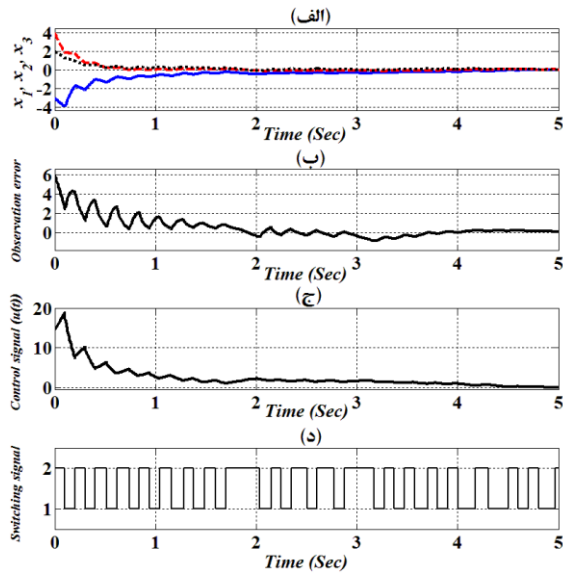 (الف)
x1, x2, x3
4
2
0
-2
-4
0 1 2 3 4 5
Time (Sec)
(ب)
Observation error
6
4
2
0
0 1 2 3 4 5
Time (Sec)
(ج)
Control signal (u(t))
20
10
0
0 1 2 3 4 5
Time (Sec)
(د)
Switching signal
2
1
0 1 2 3 4 5
Time (Sec)